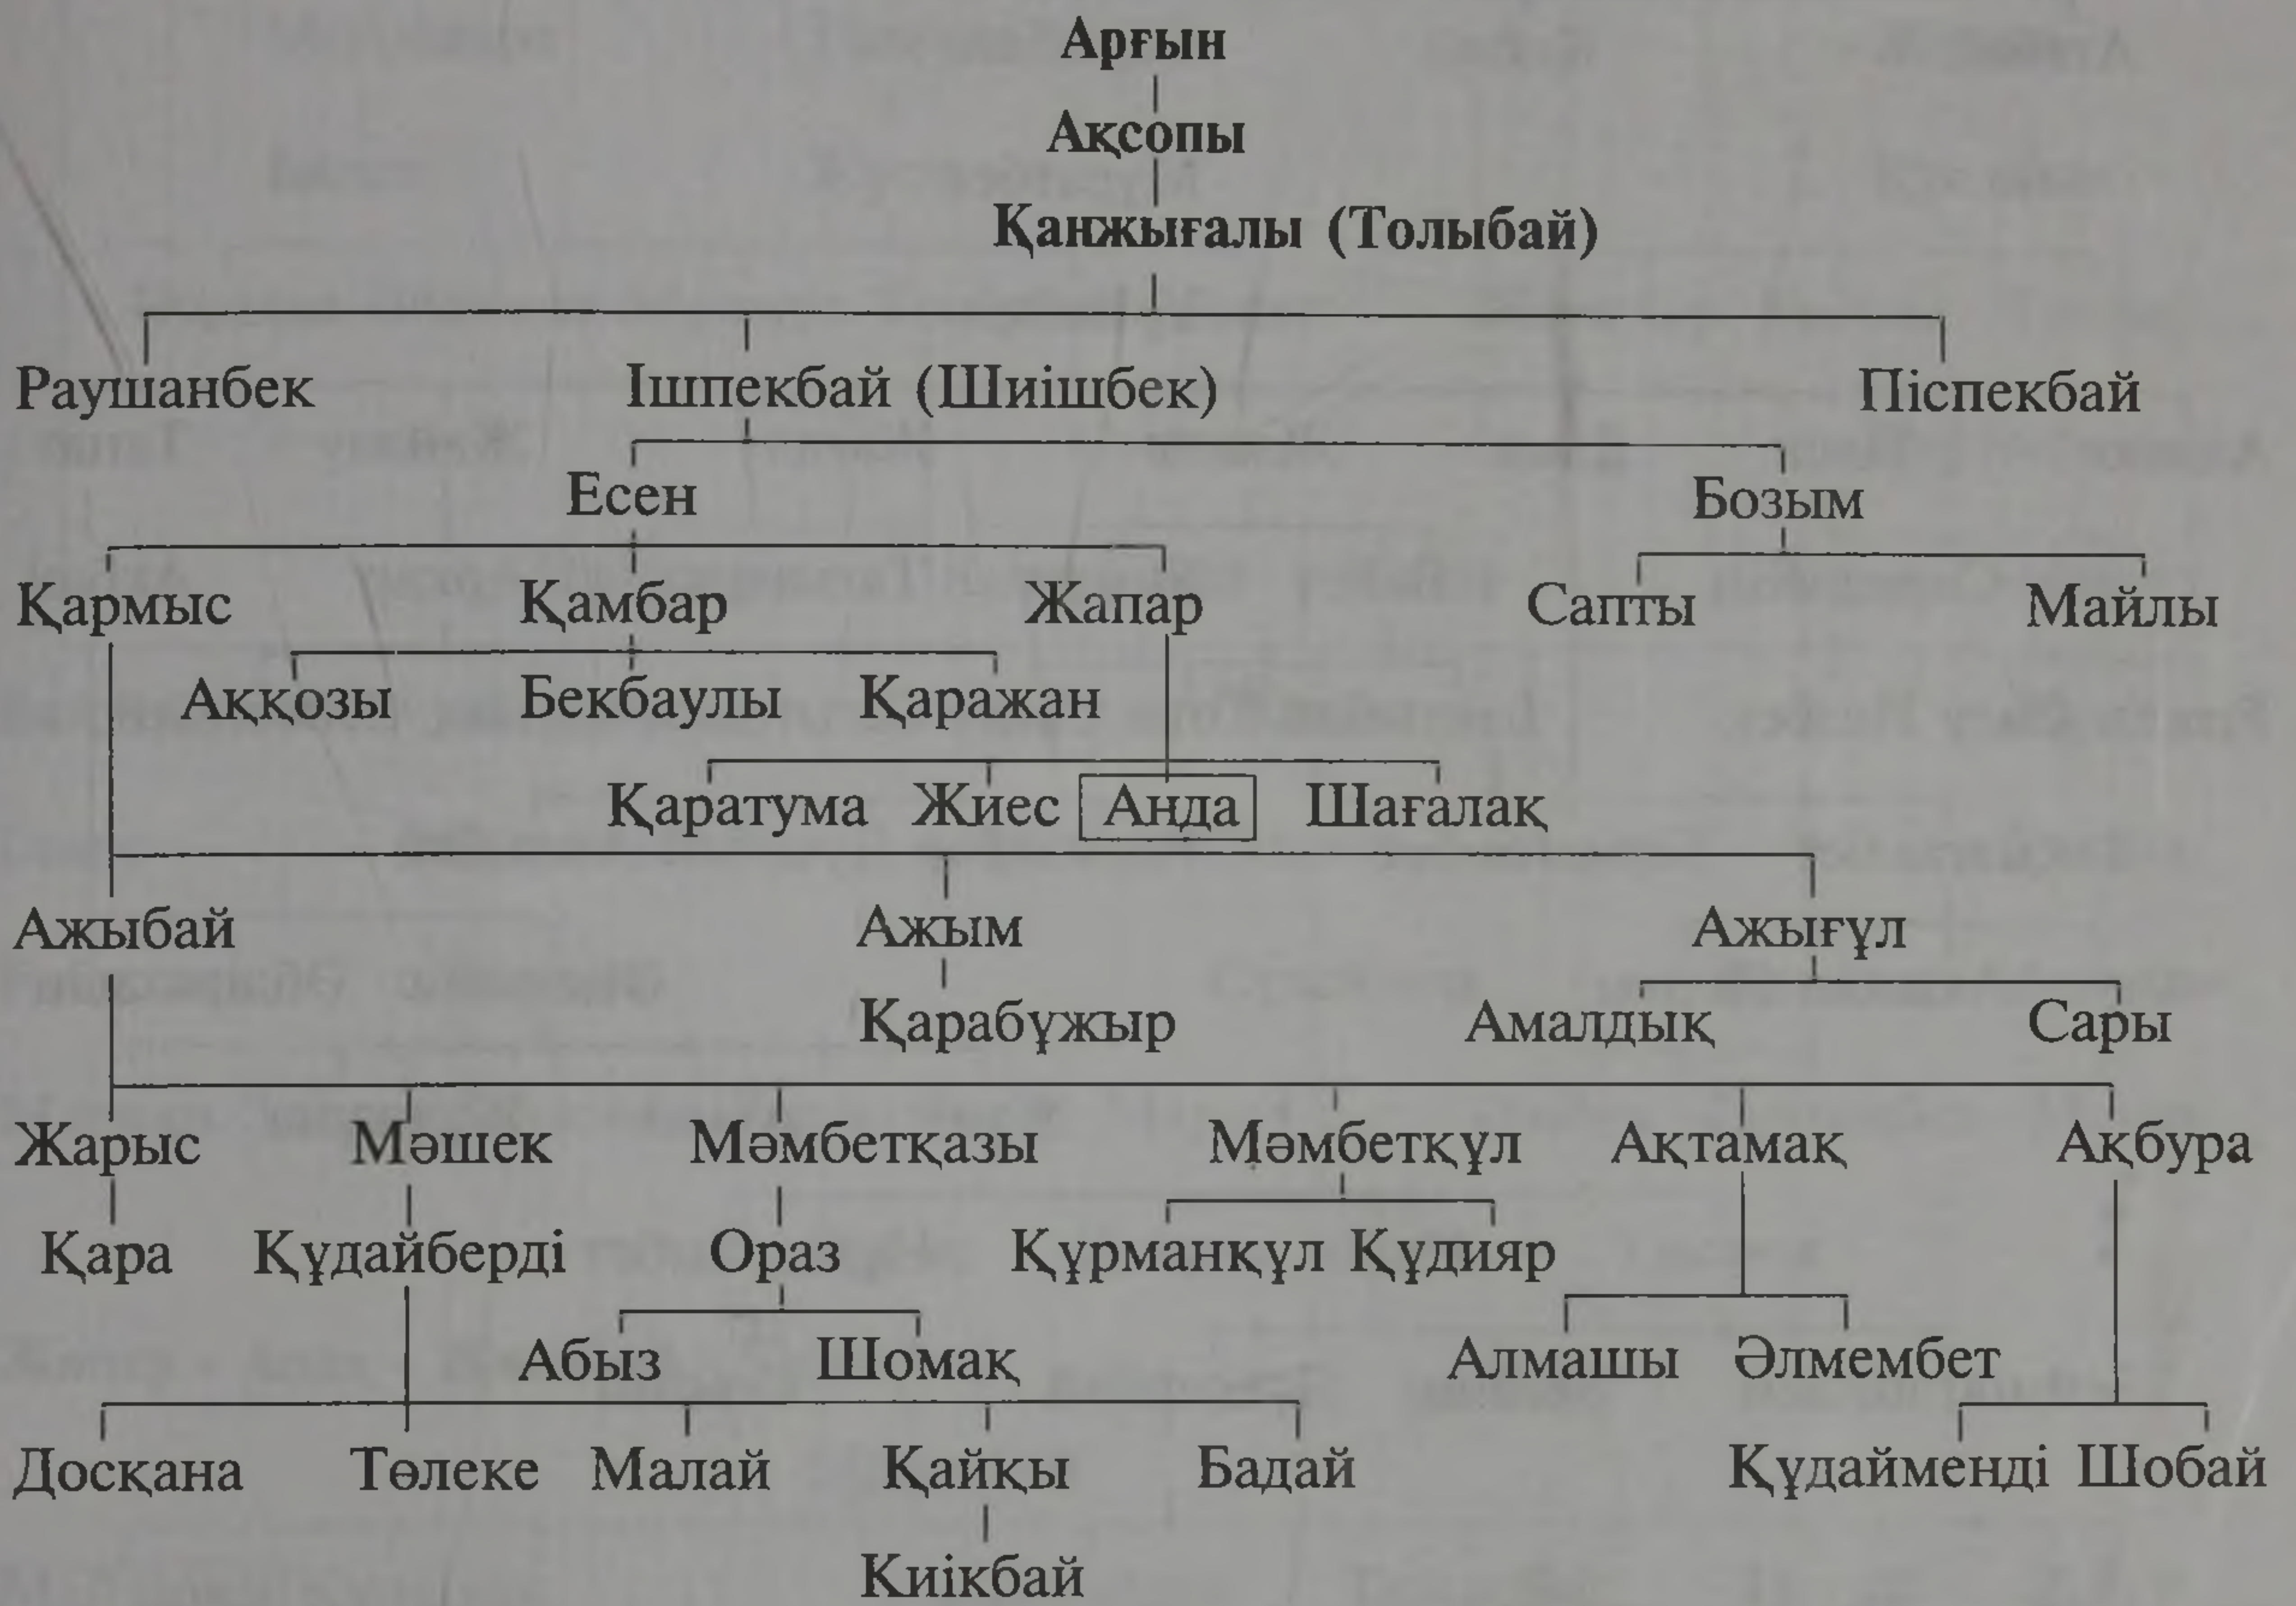 Арғын
Ақсопы
Қанжығалы (Толыбай)
Раушанбек Ішпекбай (Шиішбек) Піспекбай
Есен Бозым
Қармыс Қамбар Жапар Сапты Майлы
Аққозы Бекбаулы Қаражан
Қаратума Жиес Анда Шағалақ
Ажыбай Ажым Ажығұл
Қарабұжыр Амалдық Сары
Жарыс Мәшек Мәмбетқазы Мәмбетқұл Ақтамақ Ақбура
Қара Құдайберді Ораз Құрманқұл Құдияр
Абыз Шомақ Алмашы Әлмембет
Досқана Төлеке Малай Қайқы Бадай Құдайменді Шобай
Киікбай